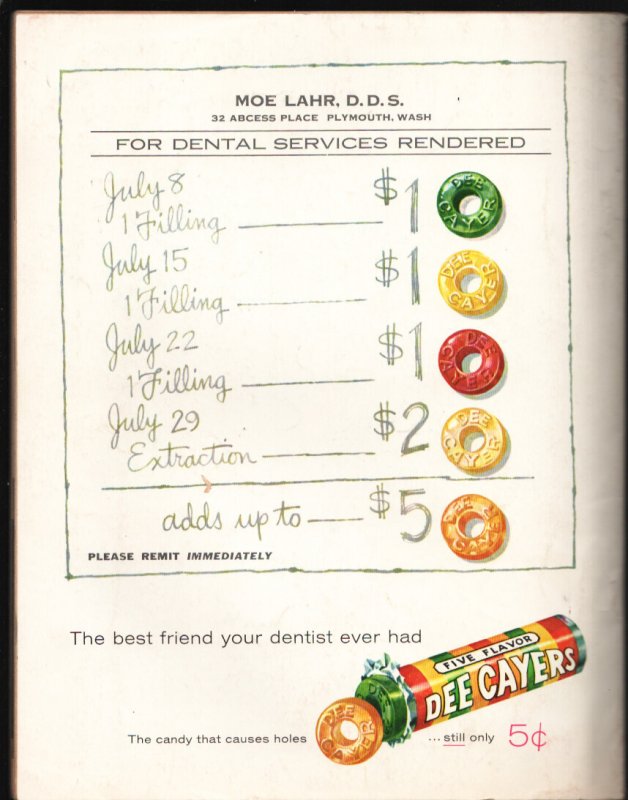 MOE LAHR, D.D.S.
32 ABCESS PLACE PLYMOUTH, WASH
FOR DENTAL SERVICES RENDERED
July 8
1 Filling $1 DEE CAYER
July 15
1 Filling $1 DEE CAYER
July 22
1 Filling $1 DEE CAYER
July 29
Extraction $2 DEE CAYER
adds up to $5 DEE CAYER
PLEASE REMIT IMMEDIATELY
The best friend your dentist ever had
FIVE FLAVOR
DEE CAYERS
DEE
DEE CAYER
The candy that causes holes ...still only 5¢